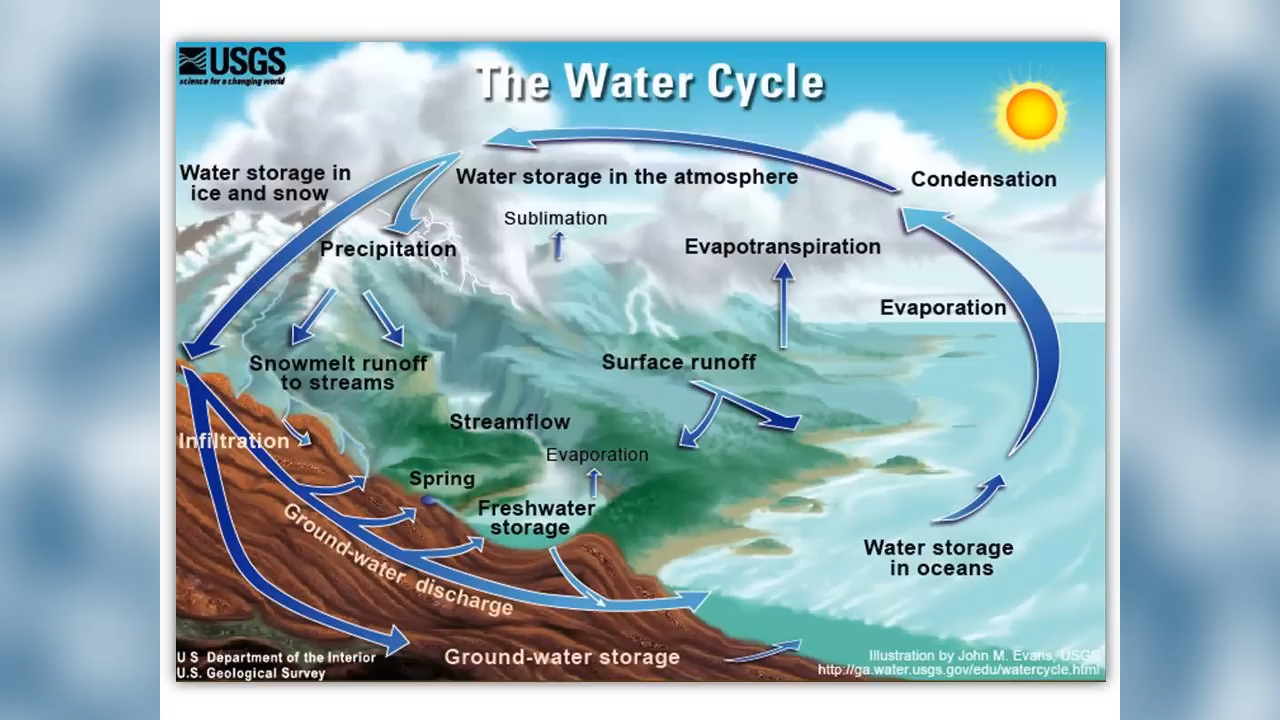 USGS
science for a changing world
The Water Cycle
Water storage in
ice and snow
Water storage in the atmosphere
Condensation
Sublimation
Precipitation
Evapotranspiration
Evaporation
Snowmelt runoff
to streams
Surface runoff
Streamflow
Infiltration
Evaporation
Spring
Freshwater
storage
Ground-water discharge
Water storage
in oceans
Ground-water storage
U S Department of the Interior
U.S. Geological Survey
Illustration by John M. Evans, USGS
http://ga.water.usgs.gov/edu/watercycle.html